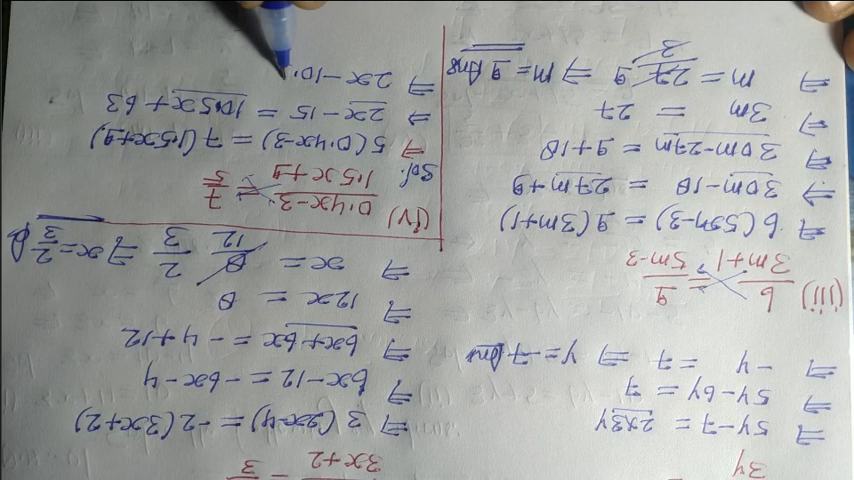 3y
⇒ 5y-7 = 2×3y
⇒ 5y-6y = 7
⇒ -y = 7 ⇒ y = -7 Ans
(iii) 6/3m+1 = 9/5m-3
⇒ 6(5m-3) = 9(3m+1)
⇒ 30m-18 = 27m+9
⇒ 30m-27m = 9+18
⇒ 3m = 27
⇒ m = 27/3 9 ⇒ m = 9 Ans
3x+2 - 3
⇒ 3(2x-4) = -2(3x+2)
⇒ 6x-12 = -6x-4
⇒ 6x+6x = -4+12
⇒ 12x = 8
⇒ x = 8/12 2/3 ⇒ x = 2/3
(iv) 0.4x-3/1.5x+9 = 7/5
Sol.
⇒ 5(0.4x-3) = 7(1.5x+9)
⇒ 2x-15 = 10.5x+63
⇒ 2x-10.